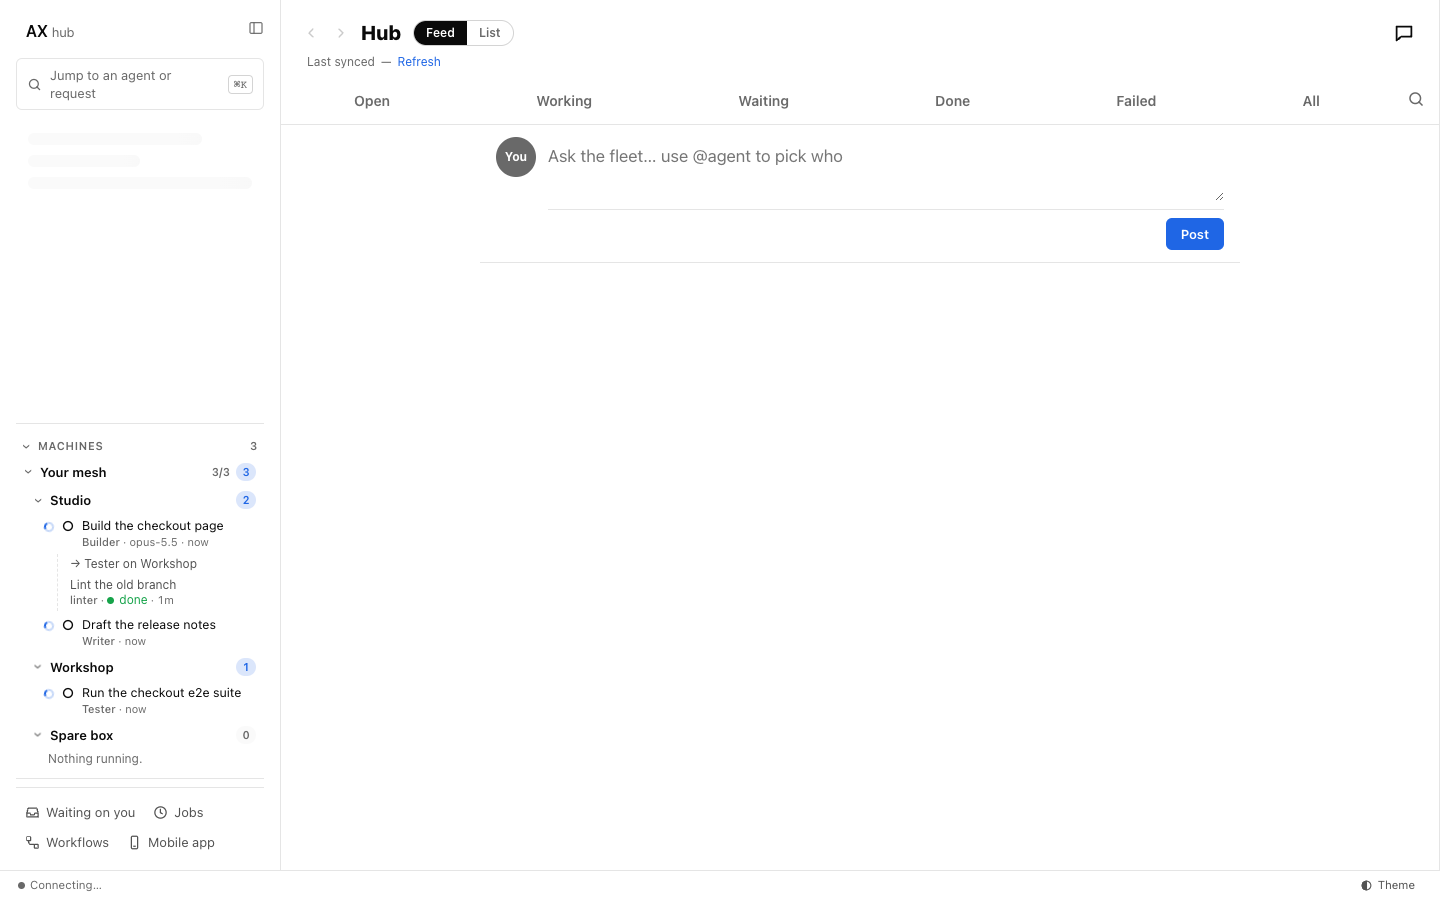 AX hub
Jump to an agent or
request
⌘K
MACHINES 3
Your mesh 3/3 3
Studio 2
Build the checkout page
Builder · opus-5.5 · now
→ Tester on Workshop
Lint the old branch
linter · done · 1m
Draft the release notes
Writer · now
Workshop 1
Run the checkout e2e suite
Tester · now
Spare box 0
Nothing running.
Waiting on you Jobs
Workflows Mobile app
Hub Feed List
Last synced — Refresh
Open Working Waiting Done Failed All
You Ask the fleet... use @agent to pick who
Post
Connecting...
Theme